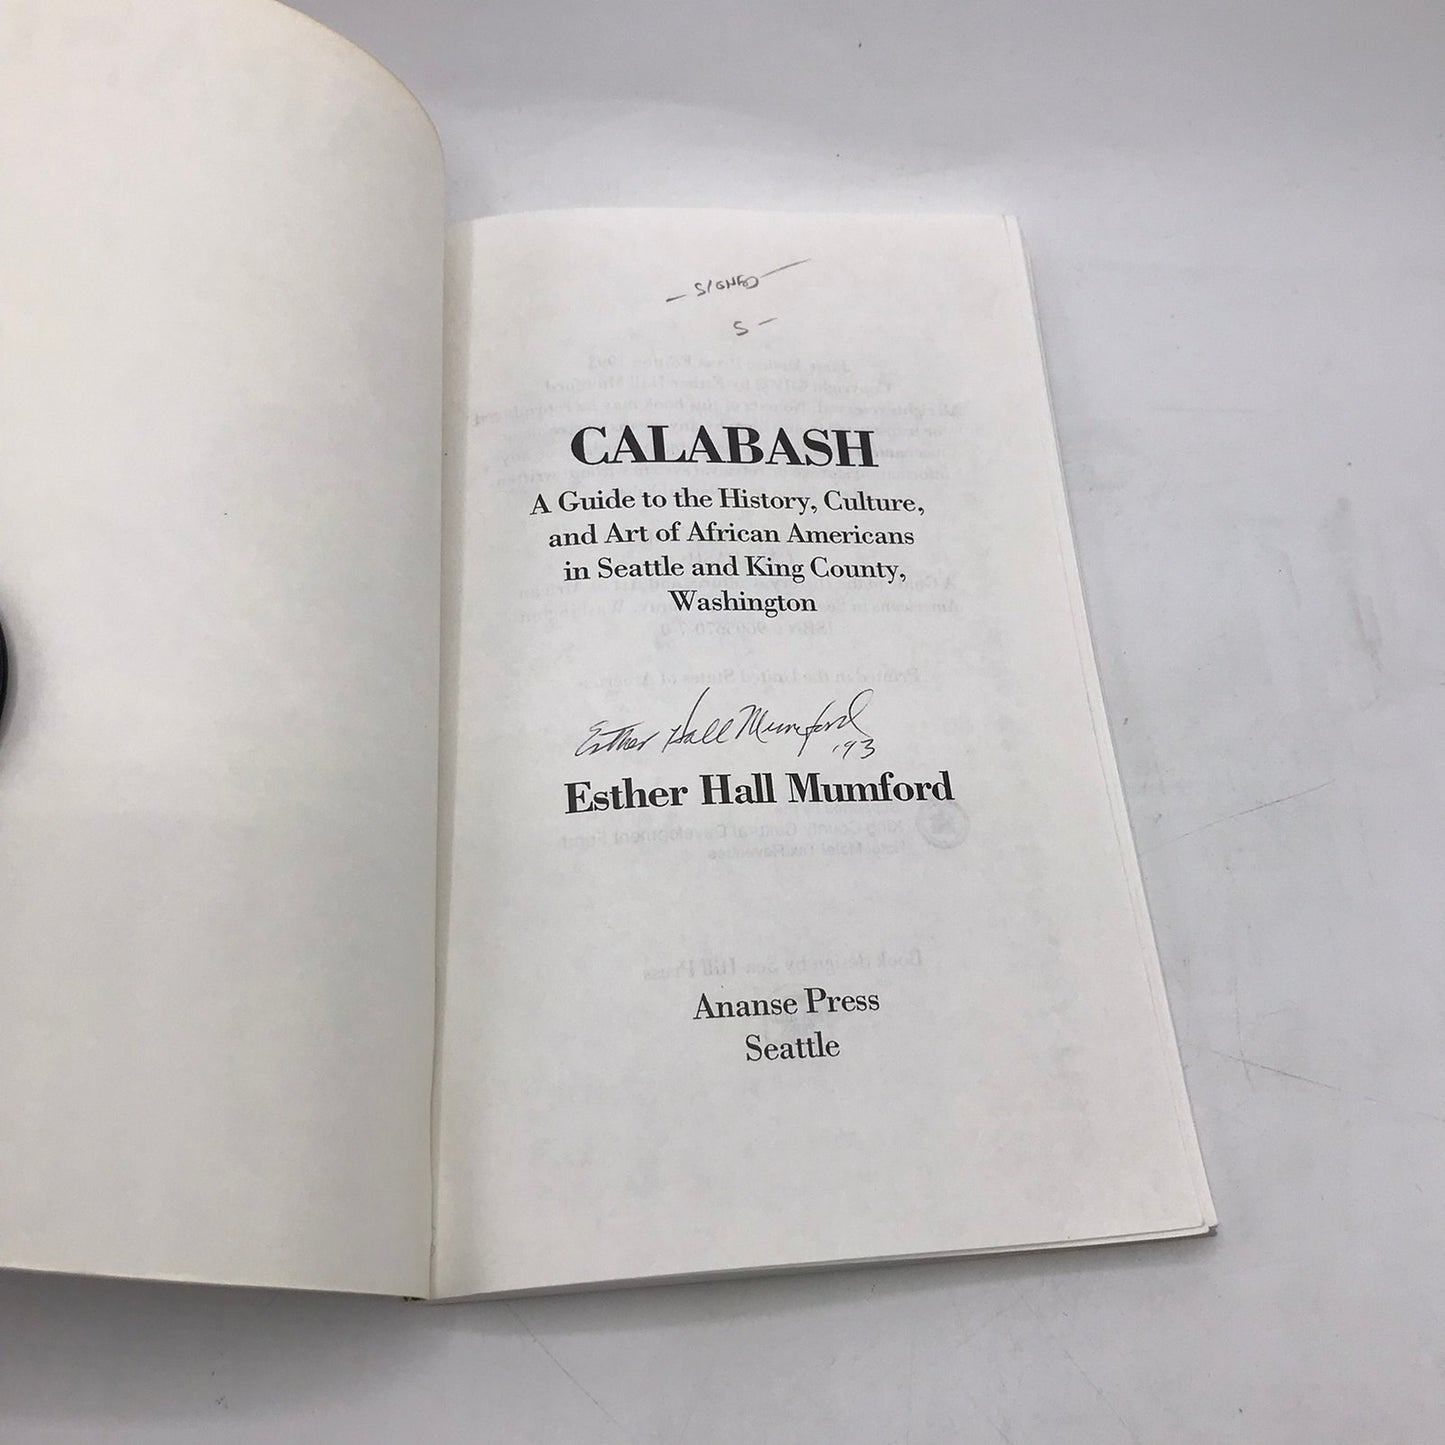 — SIGNED —
5 —
CALABASH
A Guide to the History, Culture,
and Art of African Americans
in Seattle and King County,
Washington
Esther Hall Mumford
'93
Esther Hall Mumford
Ananse Press
Seattle